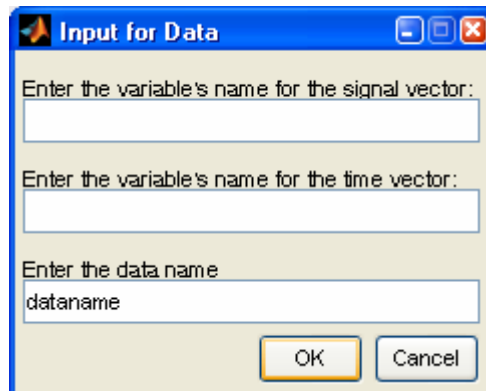 Input for Data
Enter the variable's name for the signal vector:
Enter the variable's name for the time vector:
Enter the data name
dataname
OK Cancel